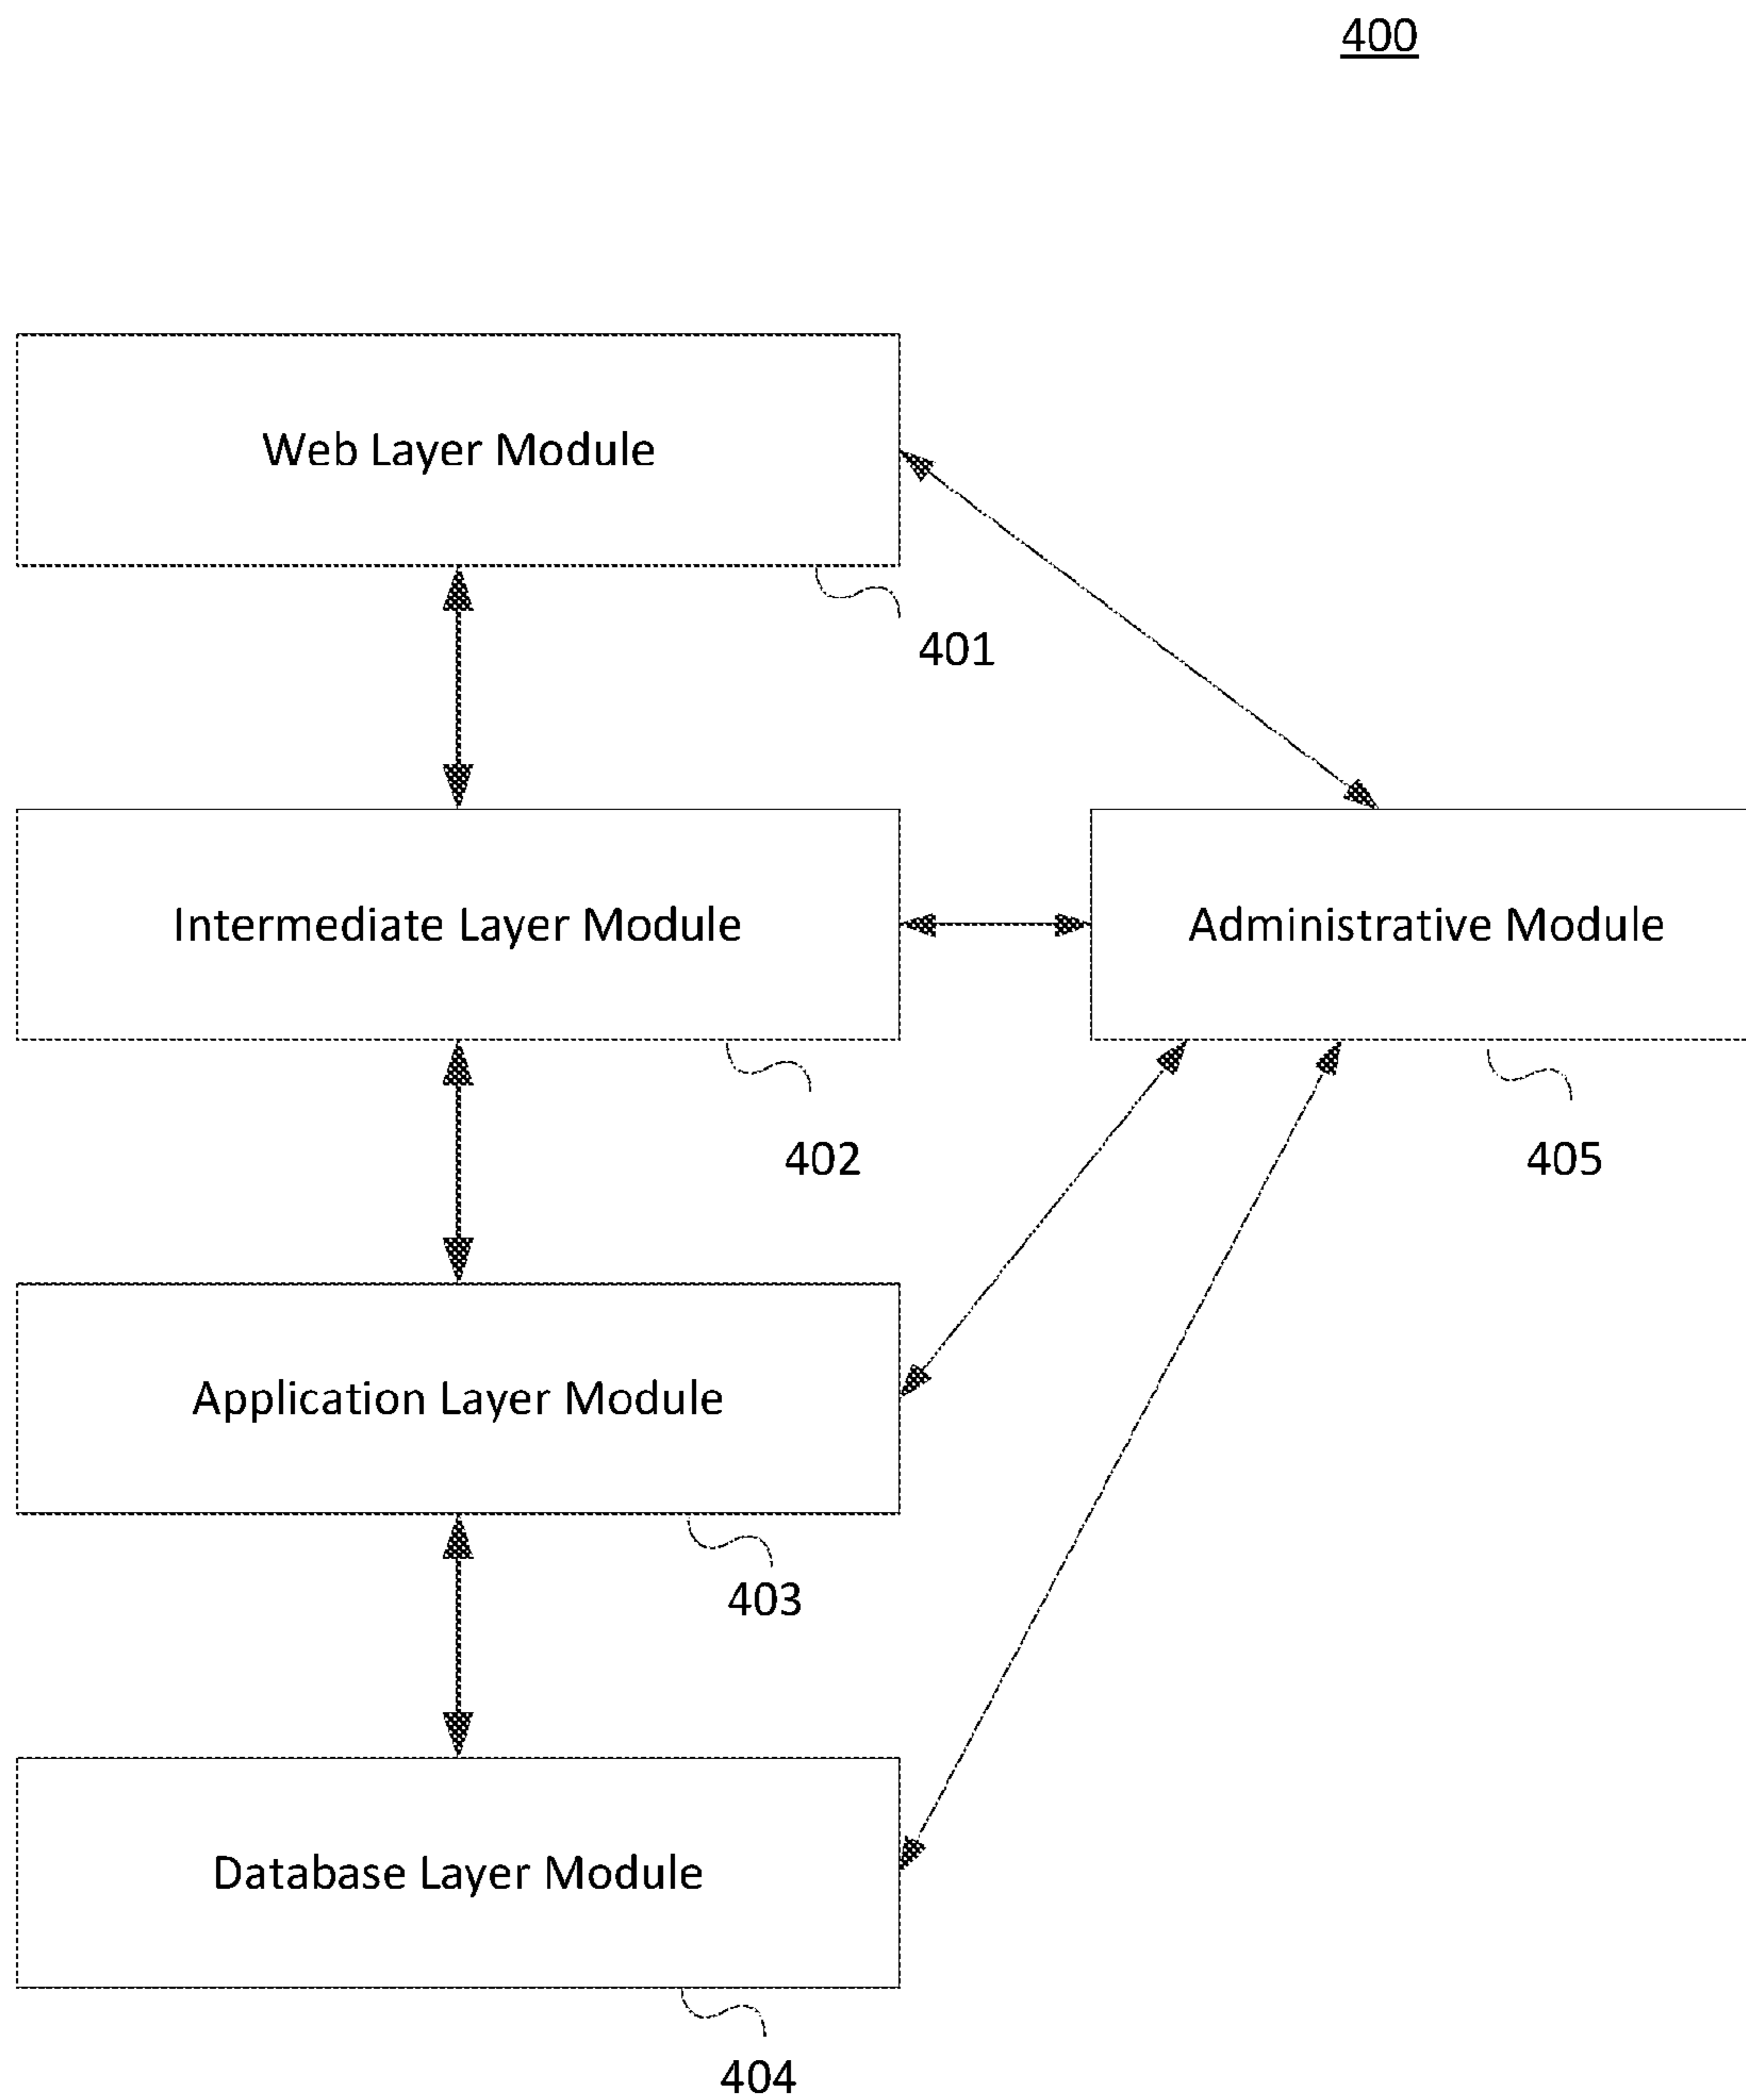 400
Web Layer Module
401
Intermediate Layer Module
Administrative Module
402
405
Application Layer Module
403
Database Layer Module
404